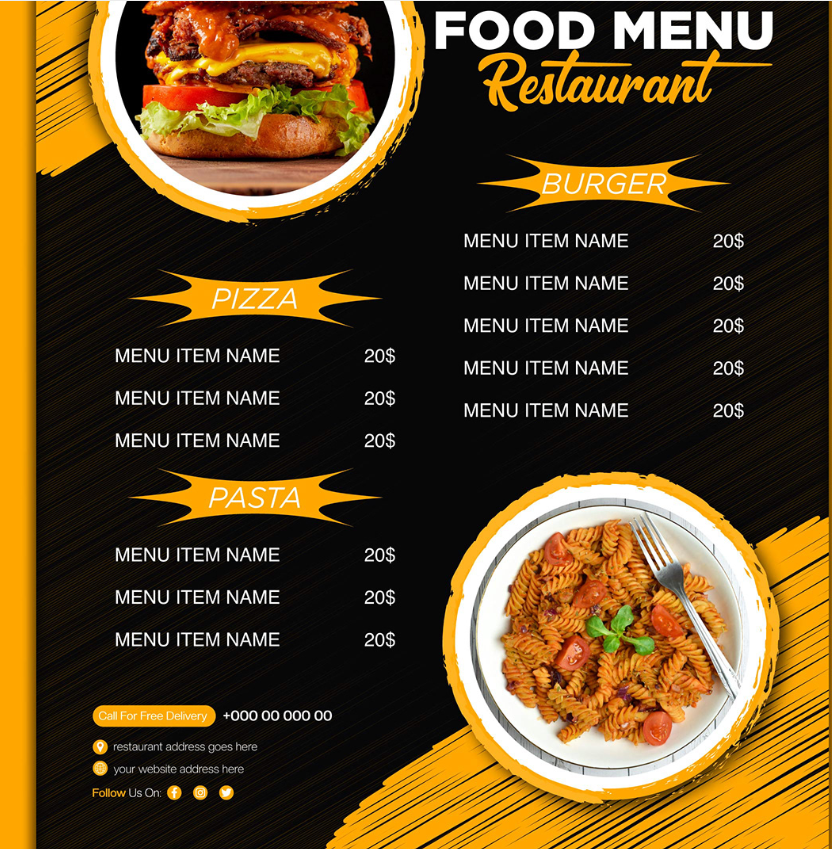 FOOD MENU
Restaurant
BURGER
MENU ITEM NAME 20$
MENU ITEM NAME 20$
MENU ITEM NAME 20$
MENU ITEM NAME 20$
MENU ITEM NAME 20$
PIZZA
MENU ITEM NAME 20$
MENU ITEM NAME 20$
MENU ITEM NAME 20$
PASTA
MENU ITEM NAME 20$
MENU ITEM NAME 20$
MENU ITEM NAME 20$
Call For Free Delivery +000 00 000 00
restaurant address goes here
your website address here
Follow Us On: